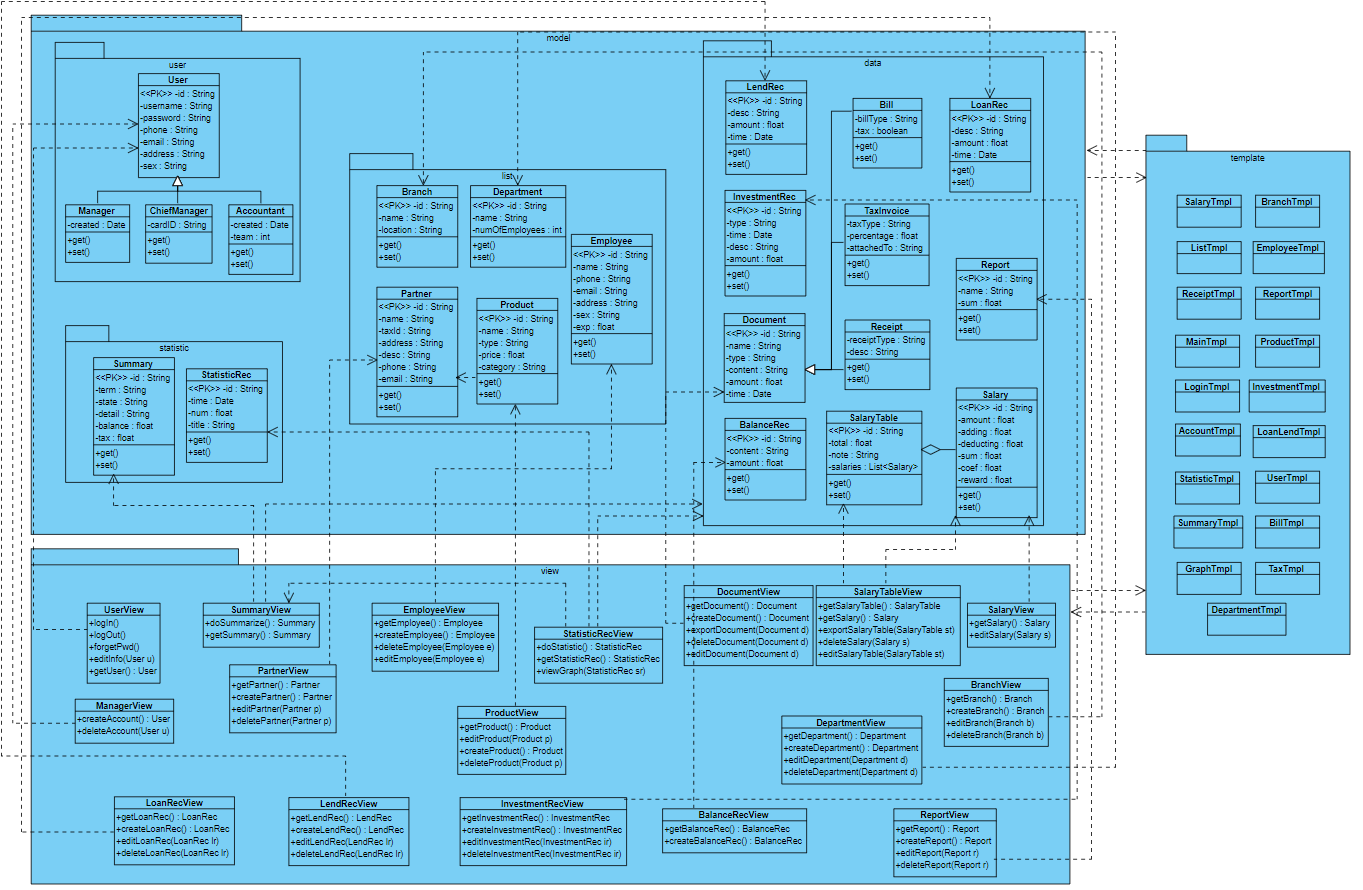 model
user
User
<<PK>> -id : String
-username : String
-password : String
-phone : String
-email : String
-address : String
-sex : String
Manager
-created : Date
+get()
+set()
ChiefManager
-cardID : String
+get()
+set()
Accountant
-created : Date
-team : int
+get()
+set()
statistic
Summary
<<PK>> -id : String
-term : String
-state : String
-detail : String
-balance : float
-tax : float
+get()
+set()
StatisticRec
<<PK>> -id : String
-time : Date
-num : float
-title : String
+get()
+set()
list
Branch
<<PK>> -id : String
-name : String
-location : String
+get()
+set()
Department
<<PK>> -id : String
-name : String
-numOfEmployees : int
+get()
+set()
Employee
<<PK>> -id : String
-name : String
-phone : String
-email : String
-address : String
-sex : String
-exp : float
+get()
+set()
Partner
<<PK>> -id : String
-name : String
-taxId : String
-address : String
-desc : String
-phone : String
-email : String
+get()
+set()
Product
<<PK>> -id : String
-name : String
-type : String
-price : float
-category : String
+get()
+set()
data
LendRec
<<PK>> -id : String
-desc : String
-amount : float
-time : Date
+get()
+set()
Bill
-billType : String
-tax : boolean
+get()
+set()
LoanRec
<<PK>> -id : String
-desc : String
-amount : float
-time : Date
+get()
+set()
InvestmentRec
<<PK>> -id : String
-type : String
-time : Date
-desc : String
-amount : float
+get()
+set()
TaxInvoice
-taxType : String
-percentage : float
-attachedTo : String
+get()
+set()
Report
<<PK>> -id : String
-name : String
-sum : float
+get()
+set()
Document
<<PK>> -id : String
-name : String
-type : String
-content : String
-amount : float
-time : Date
Receipt
-receiptType : String
-desc : String
+get()
+set()
BalanceRec
<<PK>> -id : String
-content : String
-amount : float
+get()
+set()
SalaryTable
<<PK>> -id : String
-total : float
-note : String
-salaries : List<Salary>
+get()
+set()
Salary
<<PK>> -id : String
-amount : float
-adding : float
-deducting : float
-sum : float
-coef : float
-reward : float
+get()
+set()
template
SalaryTmpl
BranchTmpl
ListTmpl
EmployeeTmpl
ReceiptTmpl
ReportTmpl
MainTmpl
ProductTmpl
LoginTmpl
InvestmentTmpl
AccountTmpl
LoanLendTmpl
StatisticTmpl
UserTmpl
SummaryTmpl
BillTmpl
GraphTmpl
TaxTmpl
DepartmentTmpl
view
UserView
+logIn()
+logOut()
+forgetPwd()
+editInfo(User u)
+getUser() : User
SummaryView
+doSummarize() : Summary
+getSummary() : Summary
EmployeeView
+getEmployee() : Employee
+createEmployee() : Employee
+deleteEmployee(Employee e)
+editEmployee(Employee e)
StatisticRecView
+doStatistic() : StatisticRec
+getStatisticRec() : StatisticRec
+viewGraph(StatisticRec sr)
DocumentView
+getDocument() : Document
+createDocument() : Document
+exportDocument(Document d)
+deleteDocument(Document d)
+editDocument(Document d)
SalaryTableView
+getSalaryTable() : SalaryTable
+getSalary() : Salary
+exportSalaryTable(SalaryTable st)
+deleteSalary(Salary s)
+editSalaryTable(SalaryTable st)
SalaryView
+getSalary() : Salary
+editSalary(Salary s)
PartnerView
+getPartner() : Partner
+createPartner() : Partner
+editPartner(Partner p)
+deletePartner(Partner p)
ManagerView
+createAccount() : User
+deleteAccount(User u)
ProductView
+getProduct() : Product
+editProduct(Product p)
+createProduct() : Product
+deleteProduct(Product p)
DepartmentView
+getDepartment() : Department
+createDepartment() : Department
+editDepartment(Department d)
+deleteDepartment(Department d)
BranchView
+getBranch() : Branch
+createBranch() : Branch
+editBranch(Branch b)
+deleteBranch(Branch b)
LoanRecView
+getLoanRec() : LoanRec
+createLoanRec() : LoanRec
+editLoanRec(LoanRec lr)
+deleteLoanRec(LoanRec lr)
LendRecView
+getLendRec() : LendRec
+createLendRec() : LendRec
+editLendRec(LendRec lr)
+deleteLendRec(LendRec lr)
InvestmentRecView
+getInvestmentRec() : InvestmentRec
+createInvestmentRec() : InvestmentRec
+editInvestmentRec(InvestmentRec ir)
+deleteInvestmentRec(InvestmentRec ir)
BalanceRecView
+getBalanceRec() : BalanceRec
+createBalanceRec() : BalanceRec
ReportView
+getReport() : Report
+createReport() : Report
+editReport(Report r)
+deleteReport(Report r)